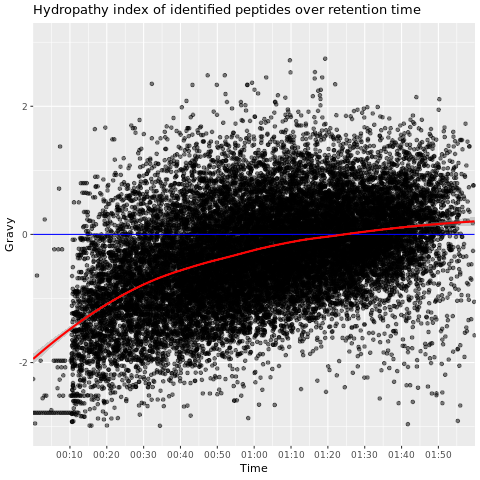 Hydropathy index of identified peptides over retention time
Gravy
2
0
-2
00:10 00:20 00:30 00:40 00:50 01:00 01:10 01:20 01:30 01:40 01:50
Time